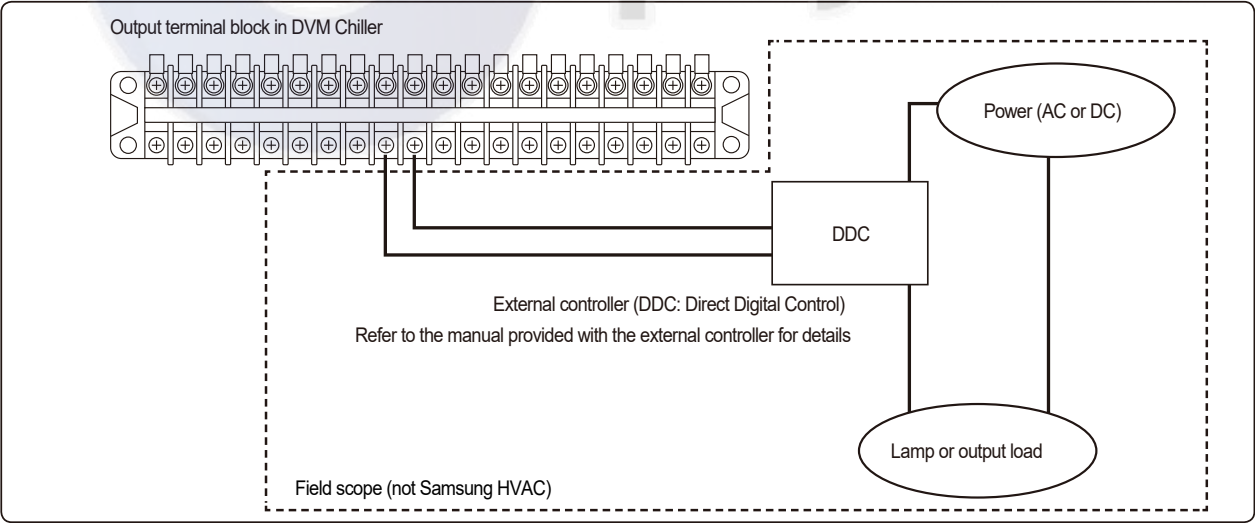 Output terminal block in DVM Chiller
Power (AC or DC)
DDC
External controller (DDC: Direct Digital Control)
Refer to the manual provided with the external controller for details
Lamp or output load
Field scope (not Samsung HVAC)